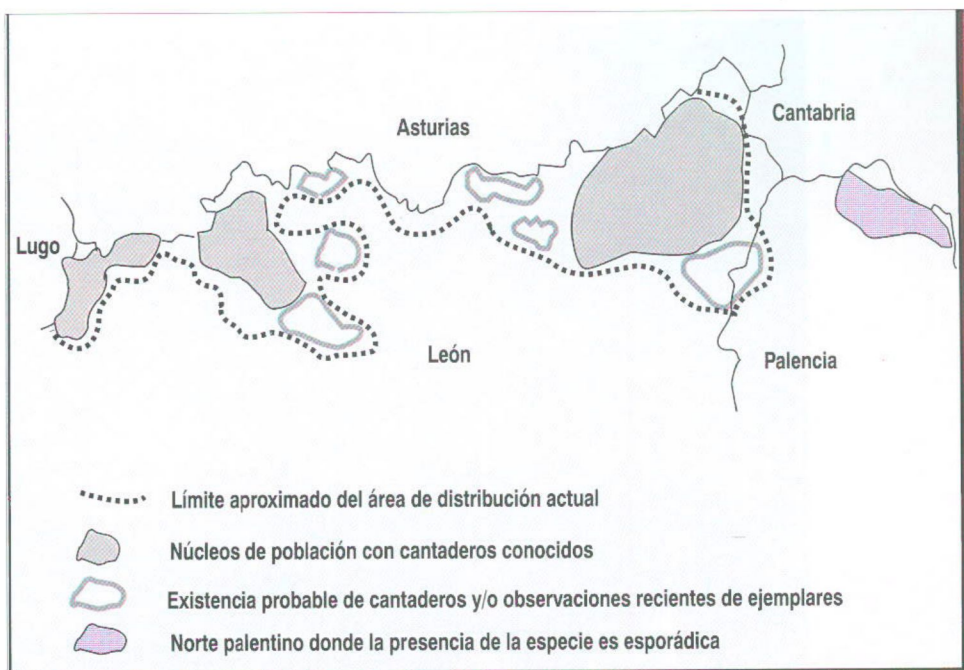 Asturias
Cantabria
Lugo
León
Palencia
Límite aproximado del área de distribución actual
Núcleos de población con cantaderos conocidos
Existencia probable de cantaderos y/o observaciones recientes de ejemplares
Norte palentino donde la presencia de la especie es esporádica